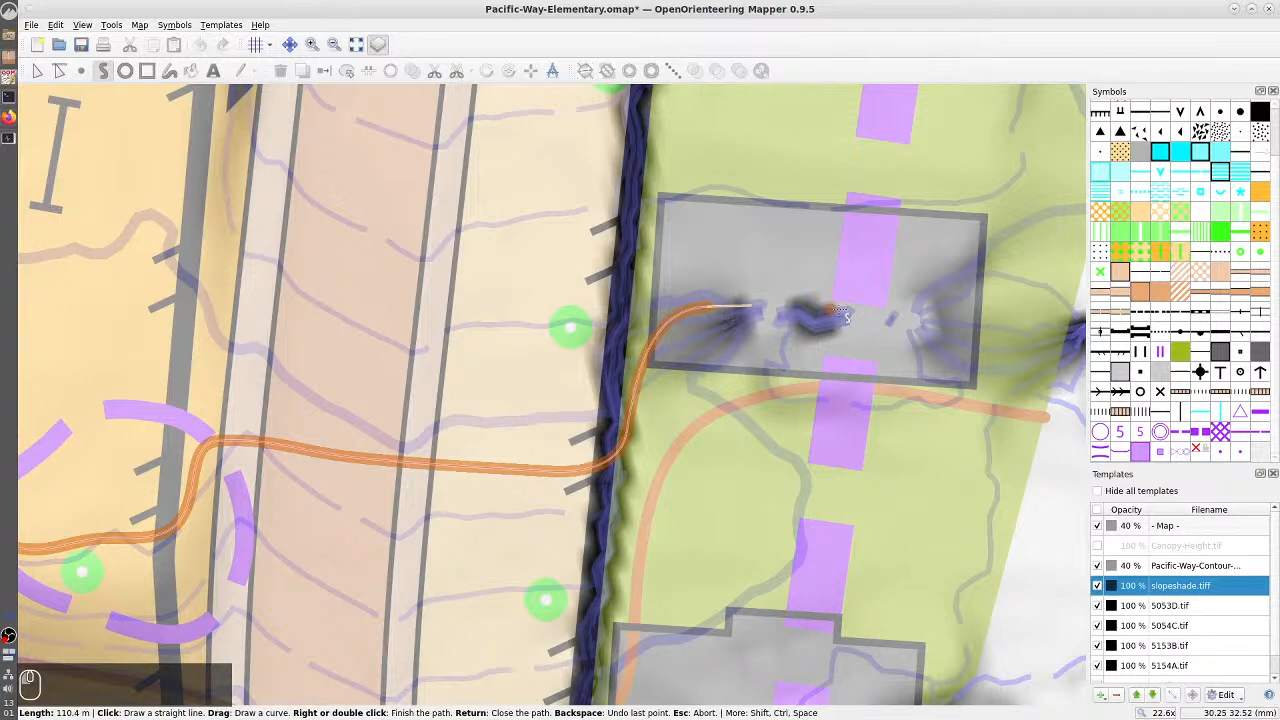 Pacific-Way-Elementary.omap* — OpenOrienteering Mapper 0.9.5
File Edit View Tools Map Symbols Templates Help
Symbols
Templates
Hide all templates
Opacity Filename
40 % - Map -
100 % Canopy-Height.tif
40 % Pacific-Way-Contour-...
100 % slopeshade.tiff
100 % 5053D.tif
100 % 5054C.tif
100 % 5153B.tif
100 % 5154A.tif
Edit
13
01
Length: 110.4 m | Click: Draw a straight line. Drag: Draw a curve. Right or double click: Finish the path. Return: Close the path. Backspace: Undo last point. Esc: Abort. | More: Shift, Ctrl, Space
22.6x
30.25 32.52 (mm)